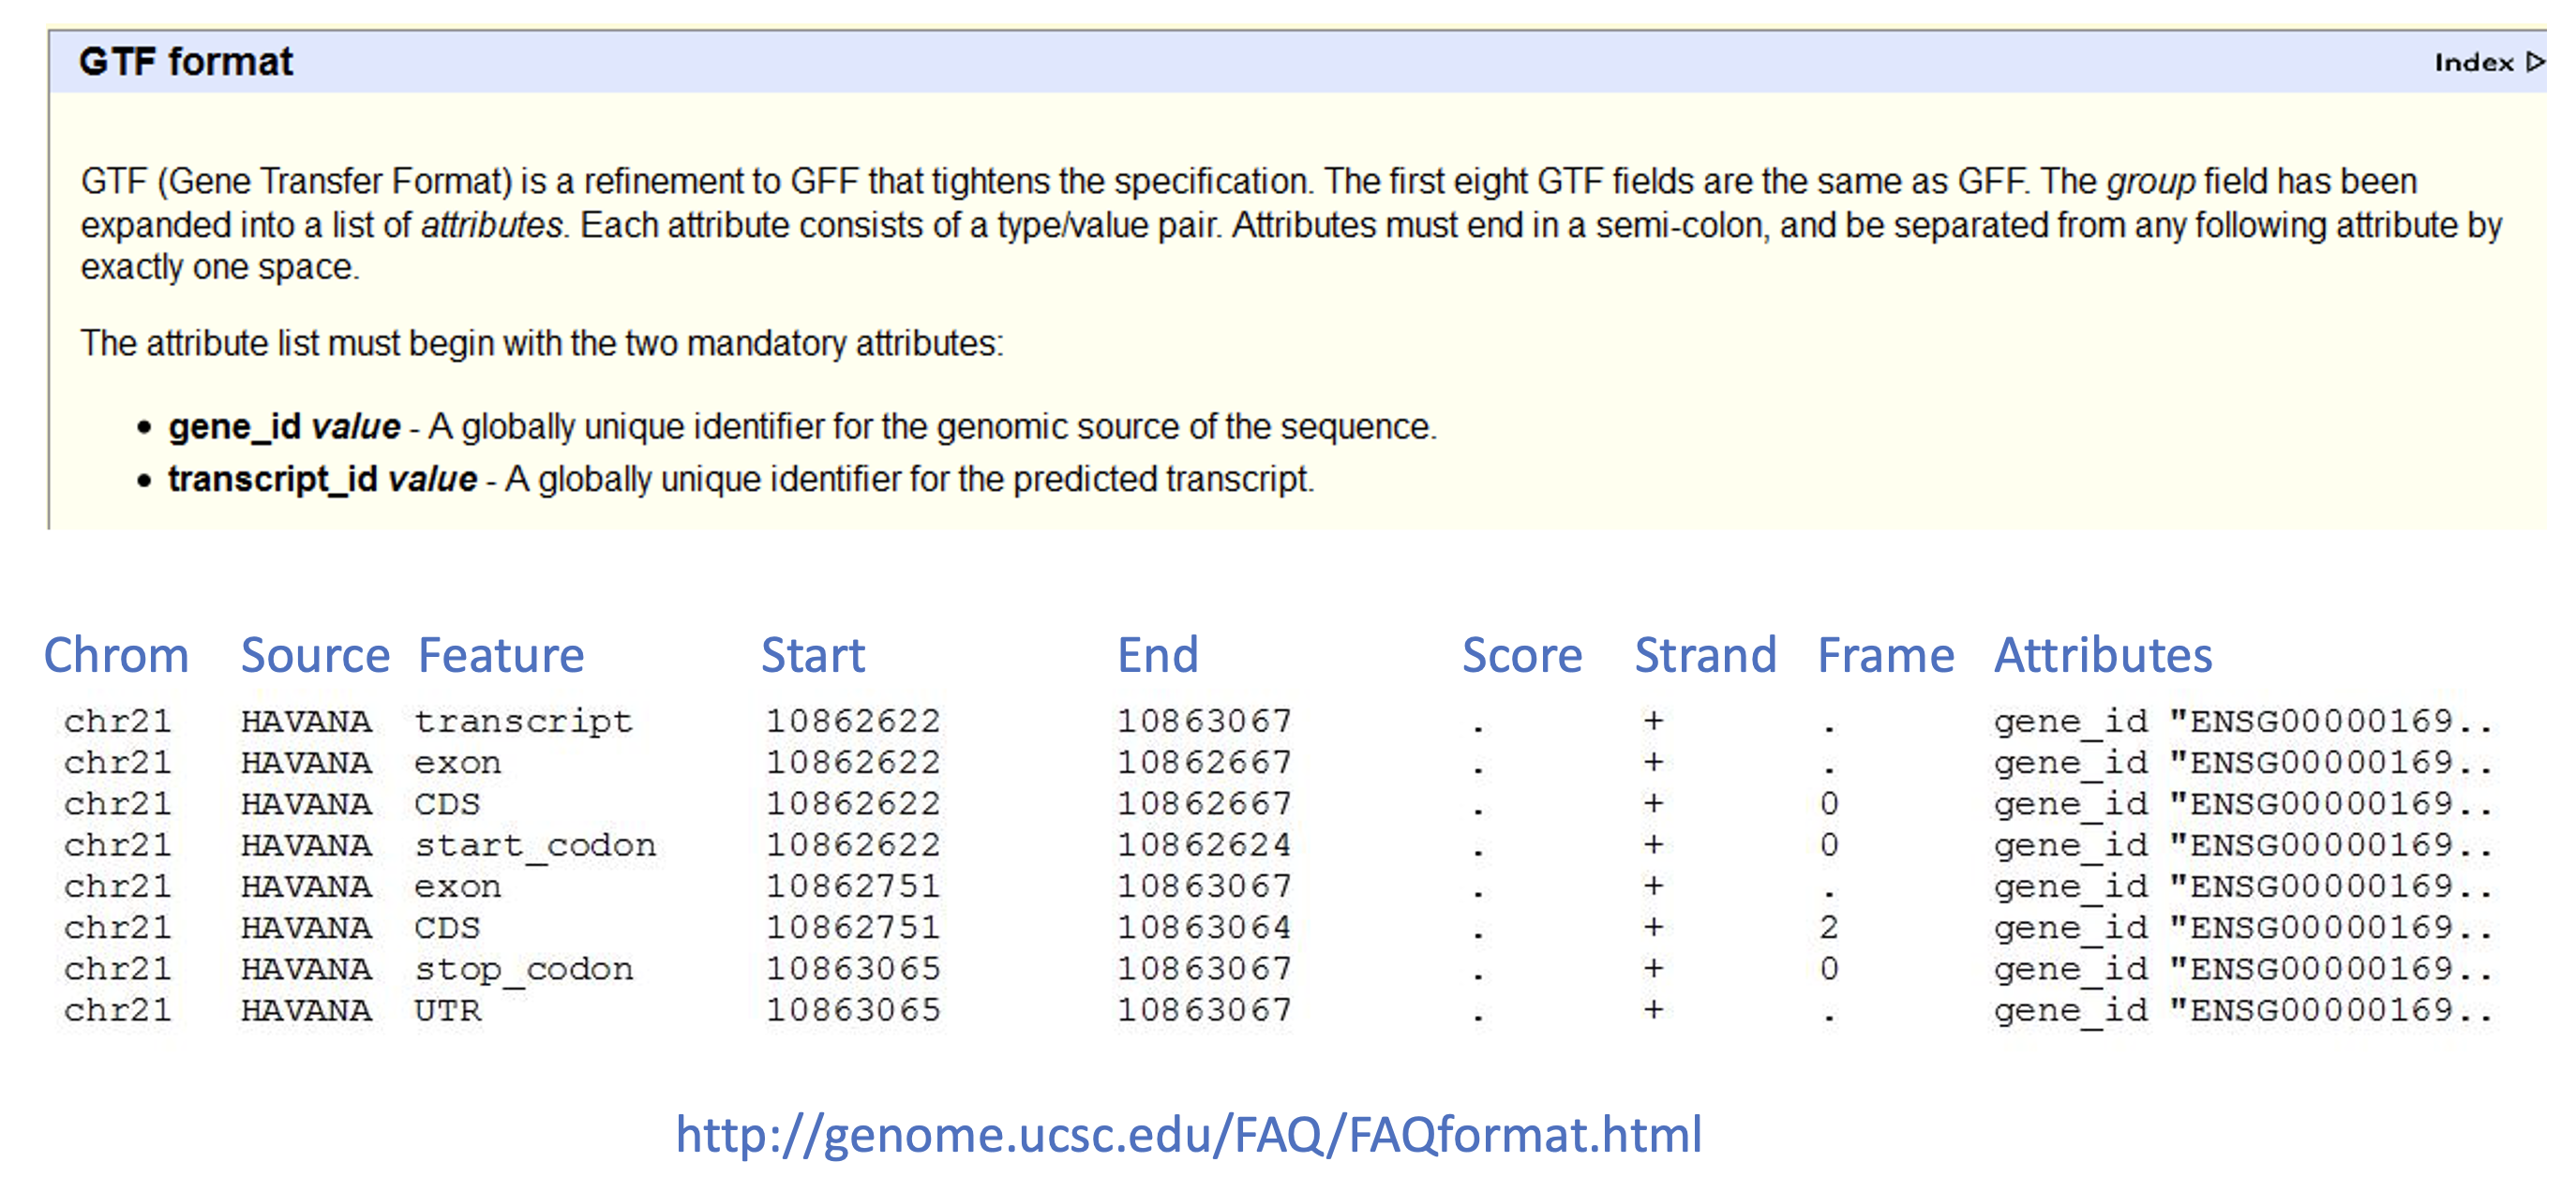 GTF format
Index ▷
GTF (Gene Transfer Format) is a refinement to GFF that tightens the specification. The first eight GTF fields are the same as GFF. The group field has been
expanded into a list of attributes. Each attribute consists of a type/value pair. Attributes must end in a semi-colon, and be separated from any following attribute by
exactly one space.
The attribute list must begin with the two mandatory attributes:
• gene_id value - A globally unique identifier for the genomic source of the sequence.
• transcript_id value - A globally unique identifier for the predicted transcript.
Chrom Source Feature Start End Score Strand Frame Attributes
chr21 HAVANA transcript 10862622 10863067 . + . gene_id "ENSG00000169..
chr21 HAVANA exon 10862622 10862667 . + . gene_id "ENSG00000169..
chr21 HAVANA CDS 10862622 10862667 . + 0 gene_id "ENSG00000169..
chr21 HAVANA start_codon 10862622 10862624 . + 0 gene_id "ENSG00000169..
chr21 HAVANA exon 10862751 10863067 . + . gene_id "ENSG00000169..
chr21 HAVANA CDS 10862751 10863064 . + 2 gene_id "ENSG00000169..
chr21 HAVANA stop_codon 10863065 10863067 . + 0 gene_id "ENSG00000169..
chr21 HAVANA UTR 10863065 10863067 . + . gene_id "ENSG00000169..
http://genome.ucsc.edu/FAQ/FAQformat.html